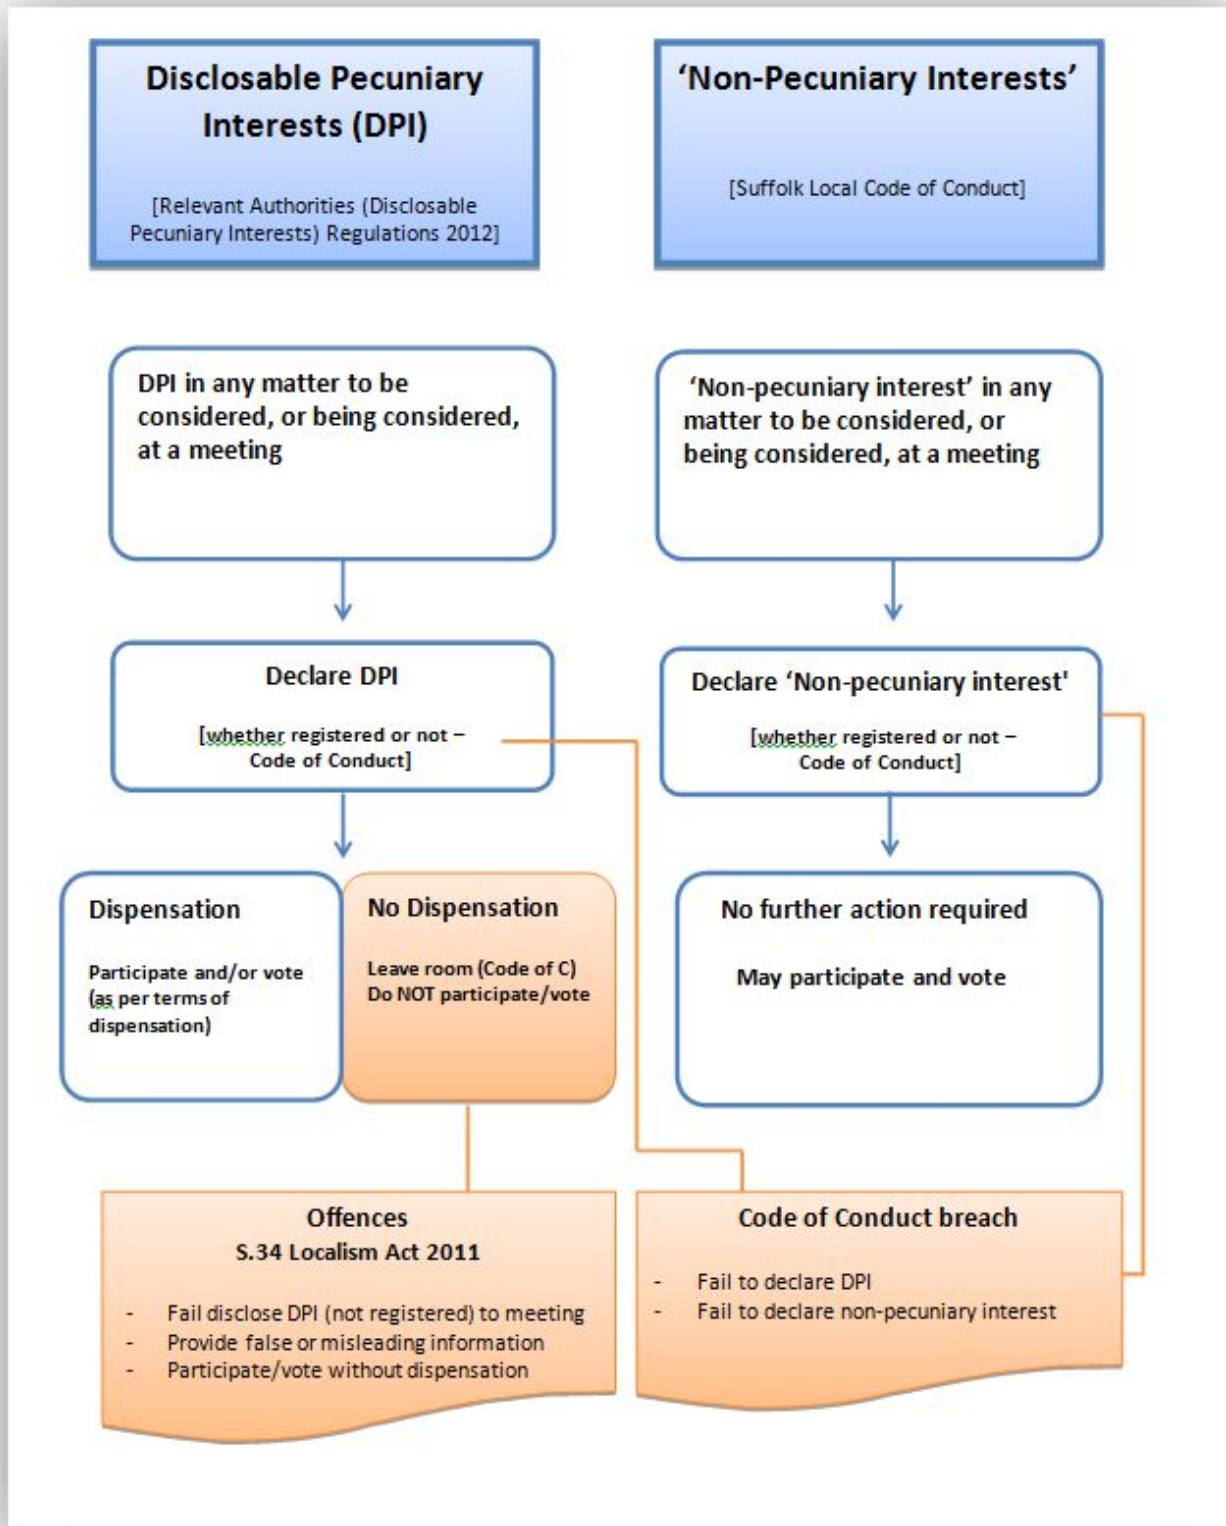 Disclosable Pecuniary
Interests (DPI)
[Relevant Authorities (Disclosable
Pecuniary Interests) Regulations 2012]
‘Non-Pecuniary Interests’
[Suffolk Local Code of Conduct]
DPI in any matter to be
considered, or being considered,
at a meeting
‘Non-pecuniary interest’ in any
matter to be considered, or
being considered, at a meeting
Declare DPI
[whether registered or not –
Code of Conduct]
Declare ‘Non-pecuniary interest'
[whether registered or not –
Code of Conduct]
Dispensation
Participate and/or vote
(as per terms of
dispensation)
No Dispensation
Leave room (Code of C)
Do NOT participate/vote
No further action required
May participate and vote
Offences
S.34 Localism Act 2011
- Fail disclose DPI (not registered) to meeting
- Provide false or misleading information
- Participate/vote without dispensation
Code of Conduct breach
- Fail to declare DPI
- Fail to declare non-pecuniary interest